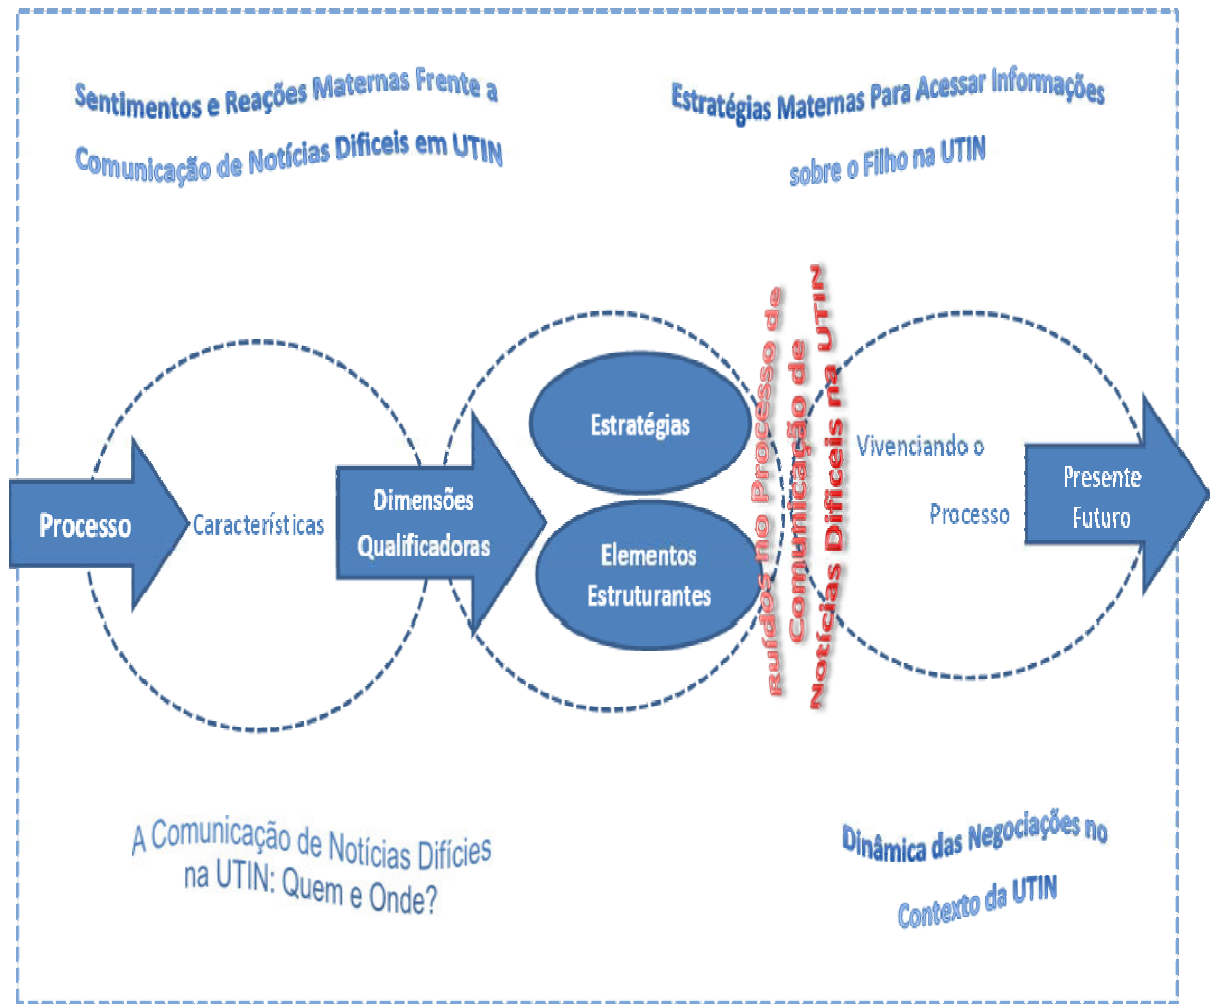 Sentimentos e Reações Maternas Frente a
Comunicação de Notícias Dificeis em UTIN
Estratégias Maternas Para Acessar Informações
sobre o Filho na UTIN
Processo
Características
Dimensões
Qualificadoras
Estratégias
Elementos
Estruturantes
Ruídos no Processo de
Comunicação de
Notícias Dificeis na UTIN
Vivenciando o
Processo
Presente
Futuro
A Comunicação de Notícias Difícies
na UTIN: Quem e Onde?
Dinâmica das Negociações no
Contexto da UTIN